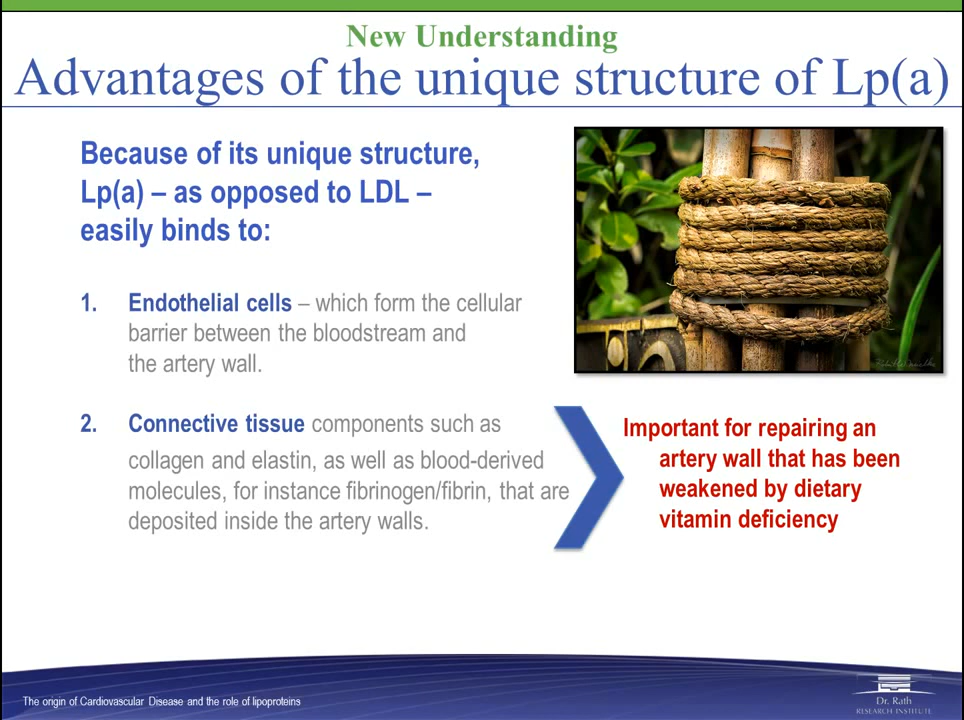 New Understanding
Advantages of the unique structure of Lp(a)
Because of its unique structure,
Lp(a) – as opposed to LDL –
easily binds to:
1. Endothelial cells – which form the cellular
barrier between the bloodstream and
the artery wall.
2. Connective tissue components such as
collagen and elastin, as well as blood-derived
molecules, for instance fibrinogen/fibrin, that are
deposited inside the artery walls.
Important for repairing an
artery wall that has been
weakened by dietary
vitamin deficiency
The origin of Cardiovascular Disease and the role of lipoproteins
Dr. Rath
RESEARCH INSTITUTE